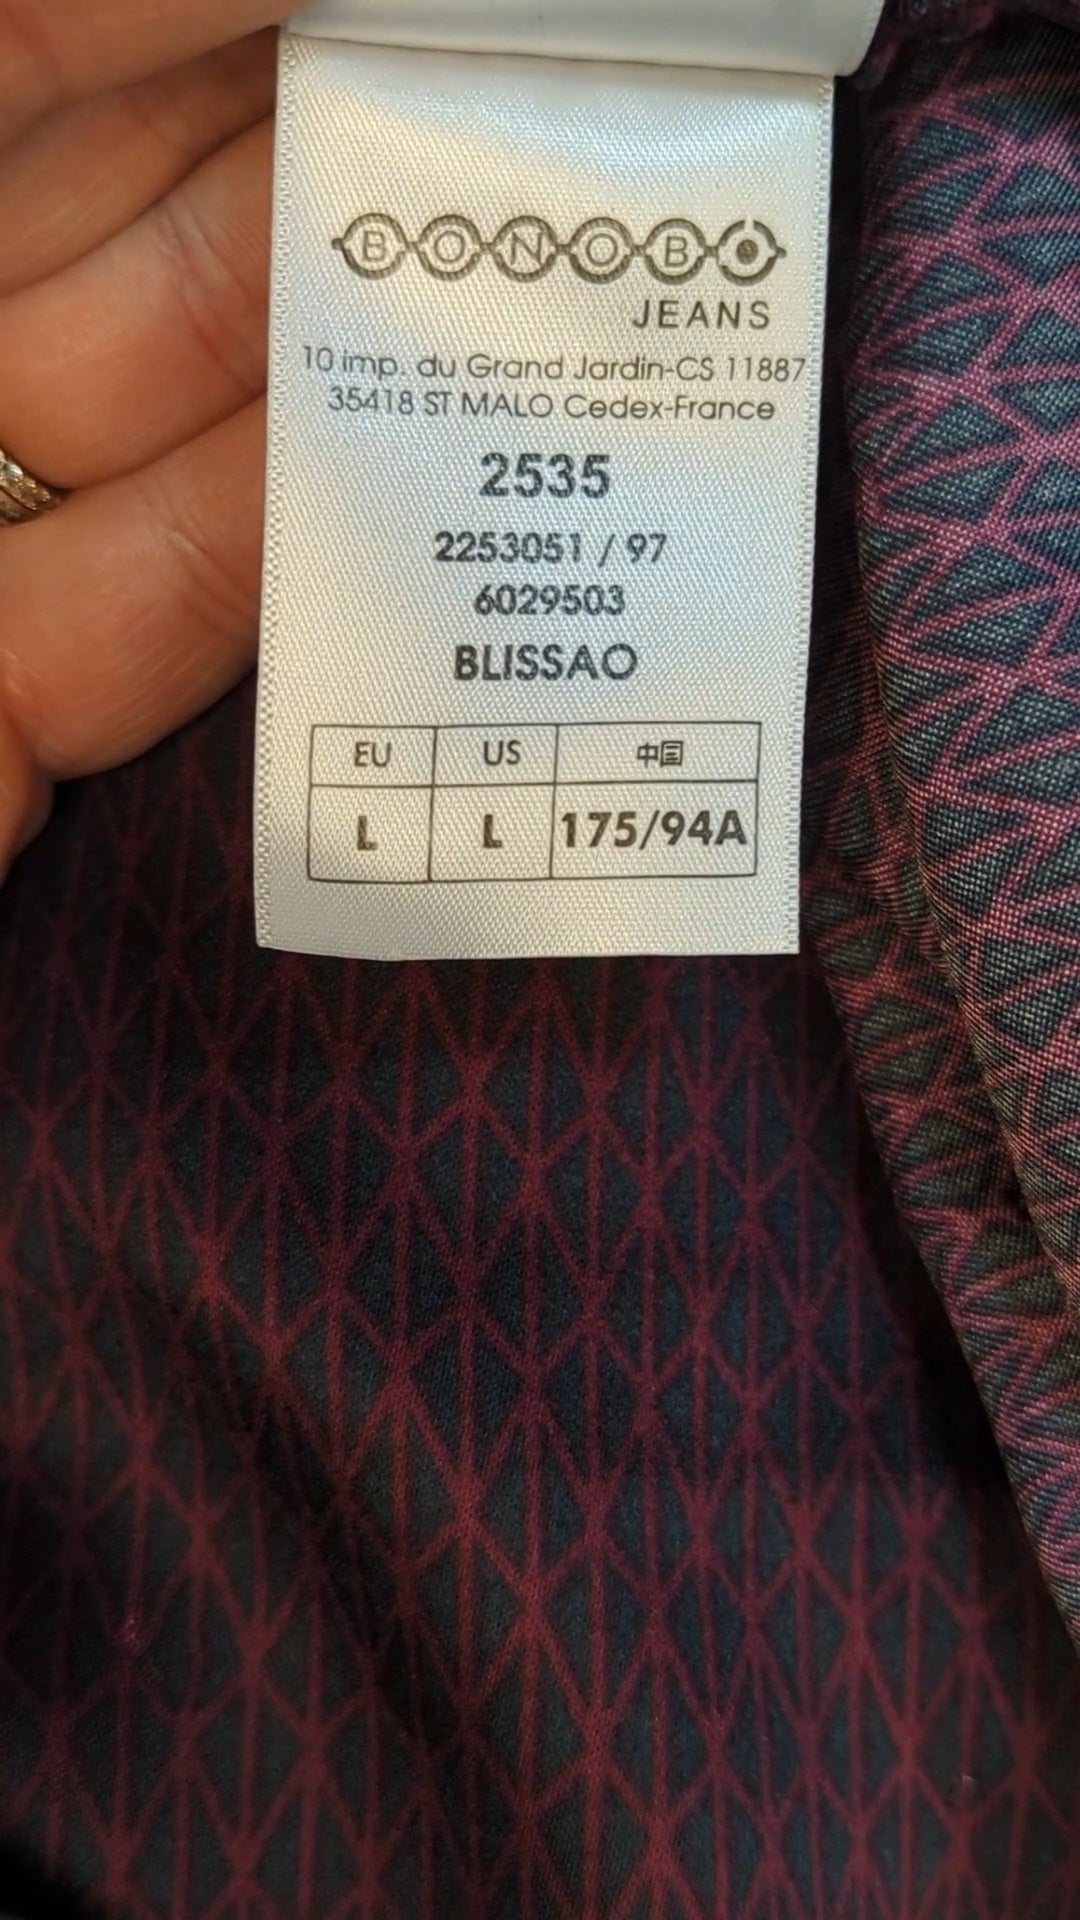 BONOBO
JEANS
10 imp. du Grand Jardin-CS 11887
35418 ST MALO Cedex-France
2535
2253051 / 97
6029503
BLISSAO
EU US 中国
L L 175/94A